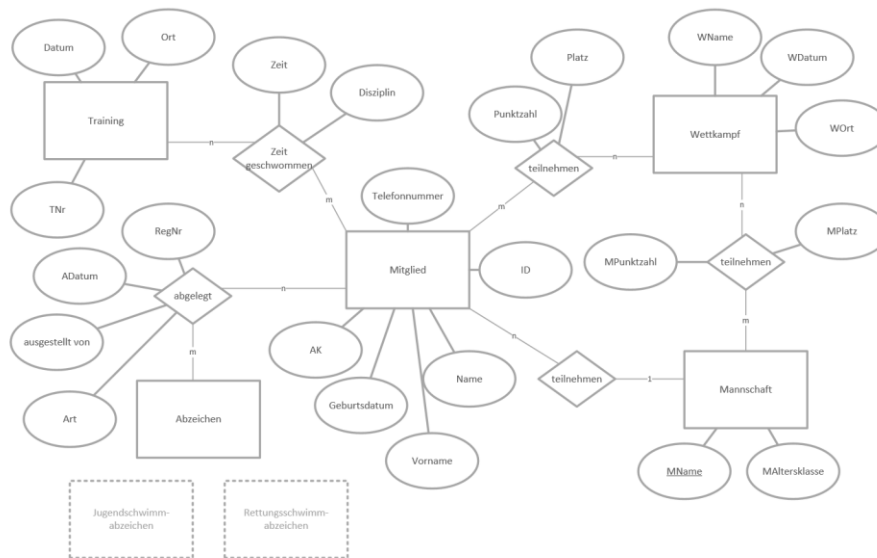 Datum
Ort
Zeit
Disziplin
Platz
Punktzahl
WName
WDatum
WOrt
Training
n
Zeit
geschwommen
teilnehmen
n
Wettkampf
TNr
m
Telefonnummer
m
n
RegNr
ADatum
abgelegt
n
Mitglied
ID
MPunktzahl
teilnehmen
MPlatz
ausgestellt von
m
AK
n
m
Art
Abzeichen
Geburtsdatum
Name
teilnehmen
1
Mannschaft
Vorname
MName
MAltersklasse
Jugendschwimm-
abzeichen
Rettungsschwimm-
abzeichen